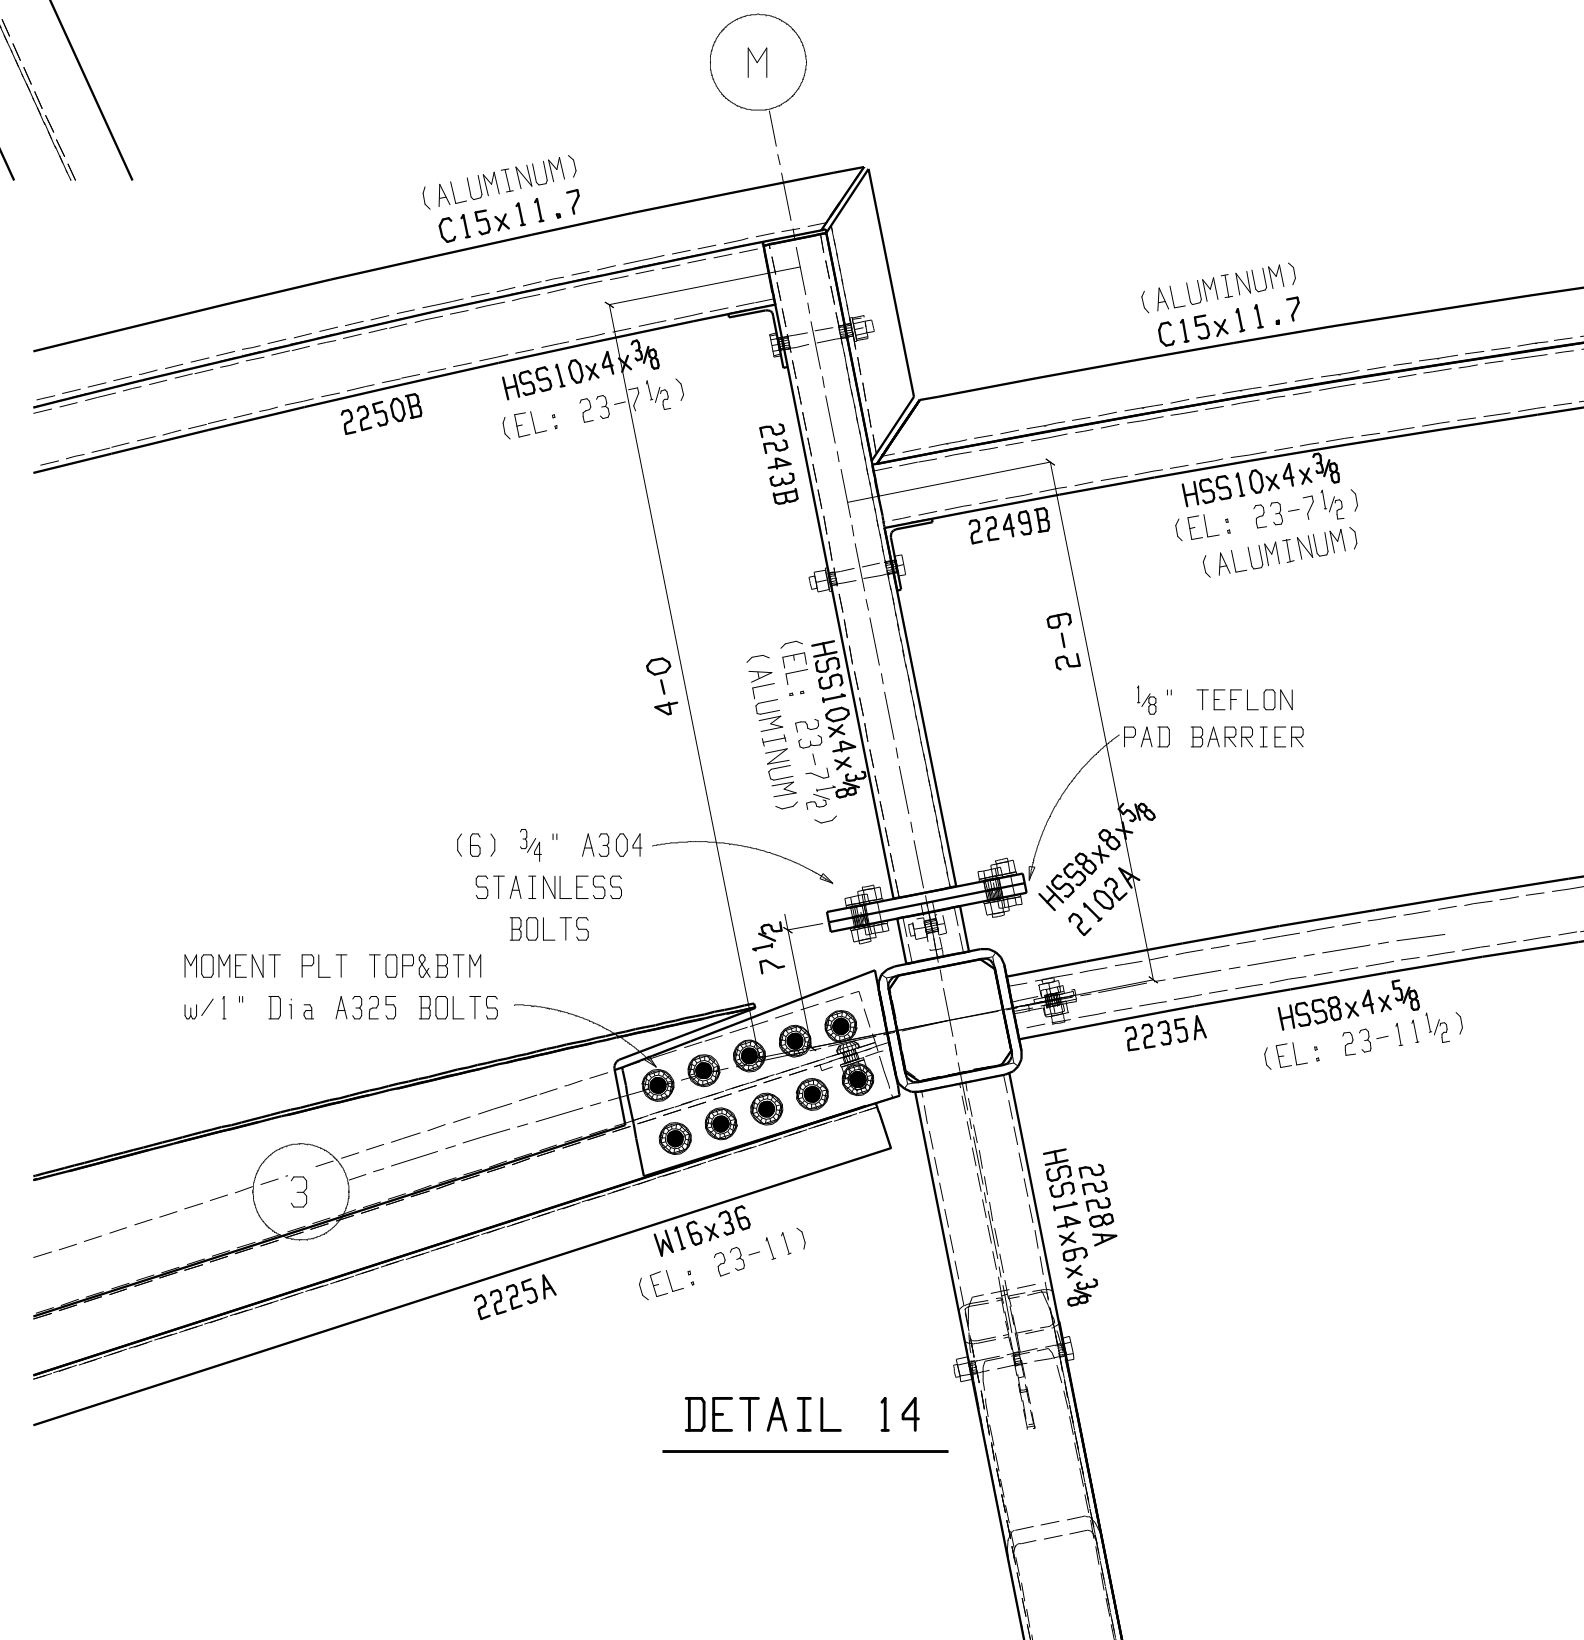 M
(ALUMINUM)
C15x11.7
(ALUMINUM)
C15x11.7
HSS10x4x3/8
(EL: 23-7 1/2)
2250B
2243B
HSS10x4x3/8
(EL: 23-7 1/2)
(ALUMINUM)
2249B
4-0
2-9
HSS10x4x3/8
(EL: 23-7 1/2)
(ALUMINUM)
1/8" TEFLON
PAD BARRIER
(6) 3/4" A304
STAINLESS
BOLTS
HSS8x8x5/8
2102A
7 1/2
MOMENT PLT TOP&BTM
w/1" Dia A325 BOLTS
2235A
HSS8x4x5/8
(EL: 23-11 1/2)
3
W16x36
(EL: 23-11)
2225A
2228A
HSS14x6x3/8
DETAIL 14